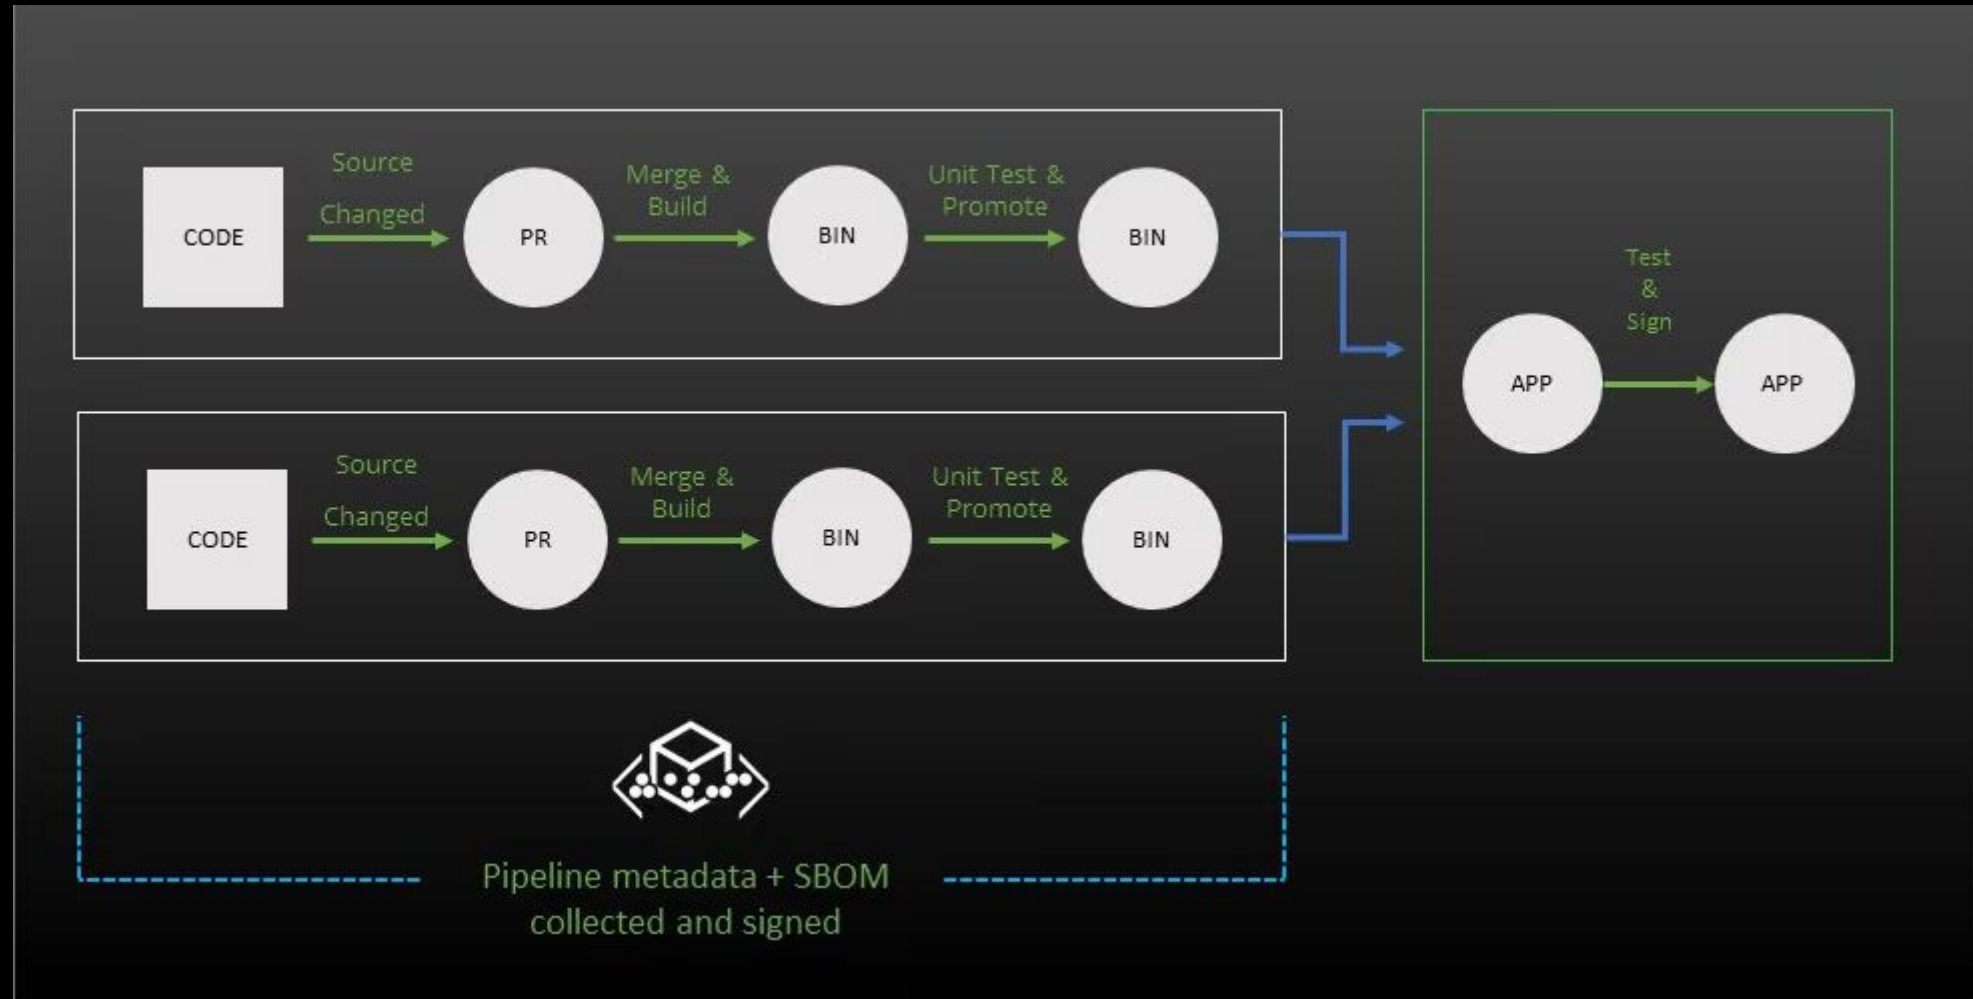 Source
Changed
CODE
PR
Merge &
Build
BIN
Unit Test &
Promote
BIN
Source
Changed
CODE
PR
Merge &
Build
BIN
Unit Test &
Promote
BIN
Test
&
Sign
APP
APP
Pipeline metadata + SBOM
collected and signed